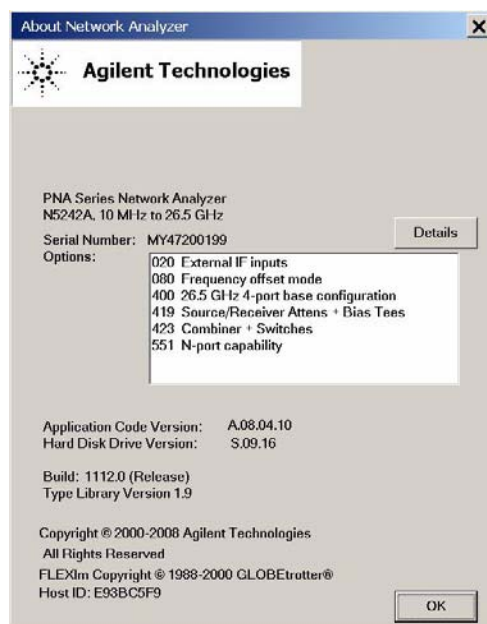 About Network Analyzer
Agilent Technologies
PNA Series Network Analyzer
N5242A, 10 MHz to 26.5 GHz
Details
Serial Number: MY47200199
Options:
020 External IF inputs
080 Frequency offset mode
400 26.5 GHz 4-port base configuration
419 Source/Receiver Attens + Bias Tees
423 Combiner + Switches
551 N-port capability
Application Code Version: A.08.04.10
Hard Disk Drive Version: S.09.16
Build: 1112.0 (Release)
Type Library Version 1.9
Copyright © 2000-2008 Agilent Technologies
All Rights Reserved
FLEXlm Copyright © 1988-2000 GLOBEtrotter®
Host ID: E93BC5F9
OK